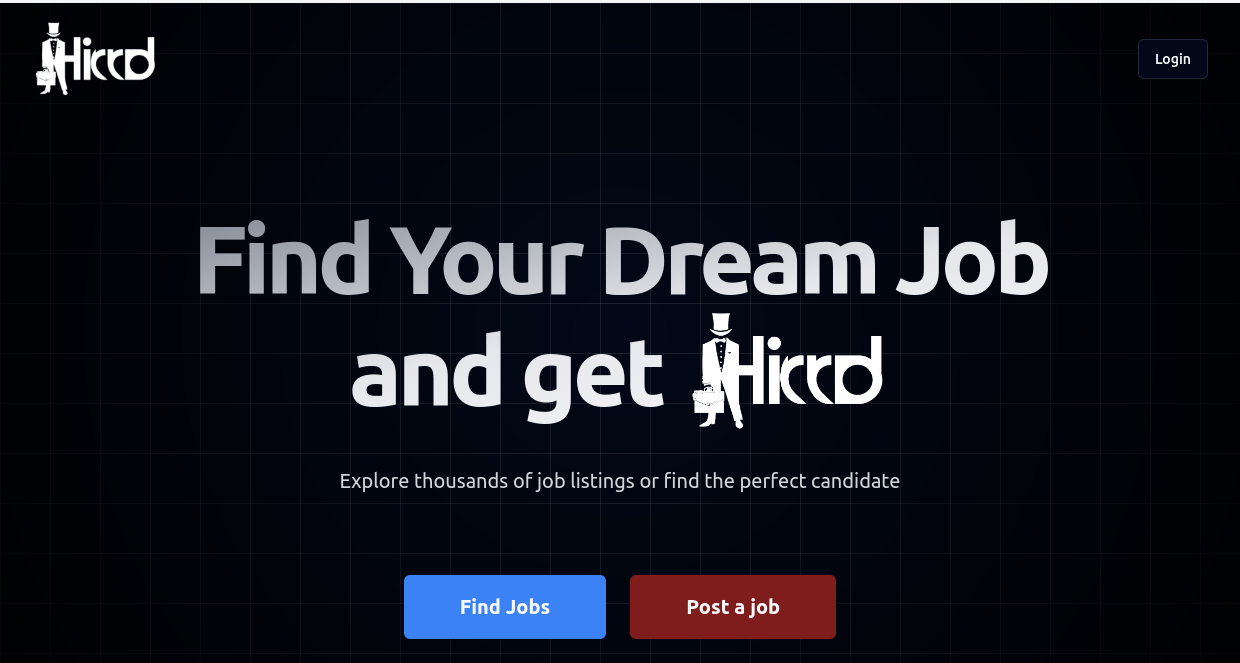 Hirrd
Login
Find Your Dream Job
and get Hirrd
Explore thousands of job listings or find the perfect candidate
Find Jobs
Post a job